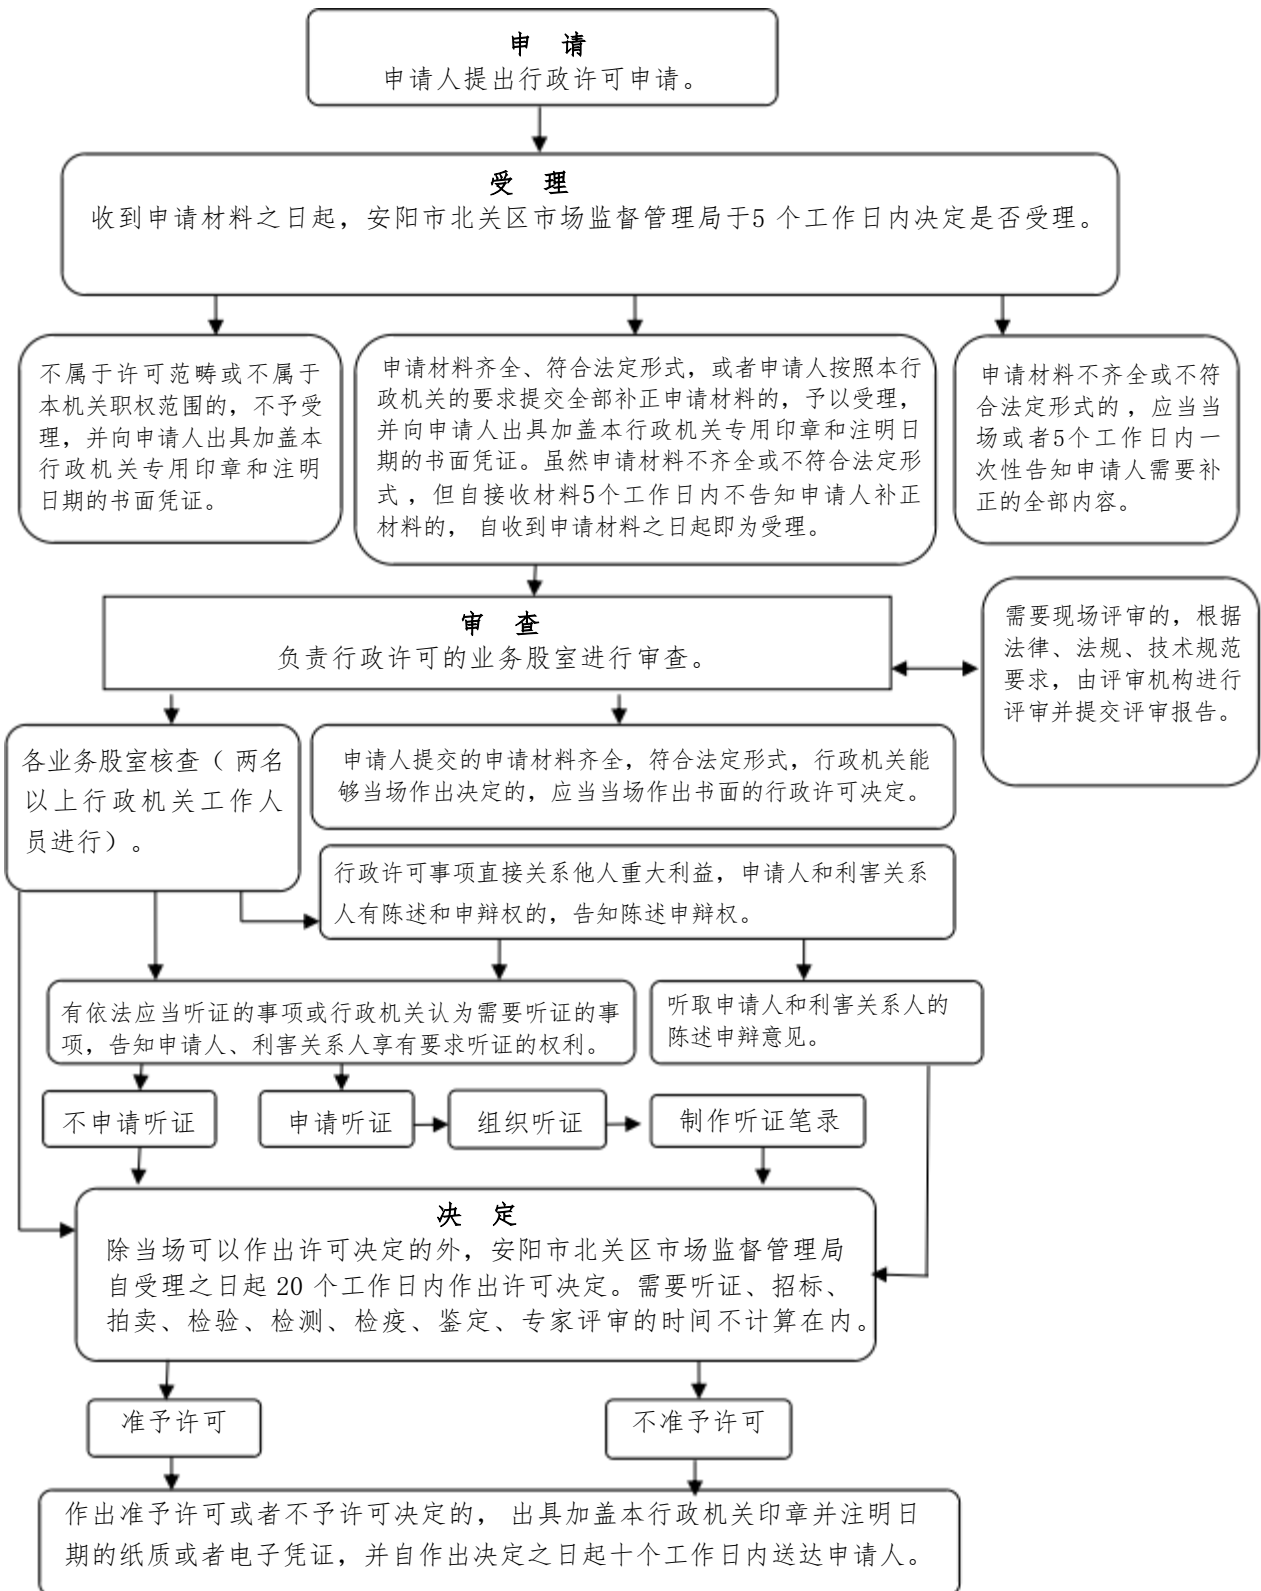 申 请
申请人提出行政许可申请。
受 理
收到申请材料之日起，安阳市北关区市场监督管理局于5 个工作日内决定是否受理。
不属于许可范畴或不属于
本机关职权范围的，不予受
理，并向申请人出具加盖本
行政机关专用印章和注明
日期的书面凭证。
申请材料齐全、符合法定形式，或者申请人按照本行
政机关的要求提交全部补正申请材料的，予以受理，
并向申请人出具加盖本行政机关专用印章和注明日
期的书面凭证。虽然申请材料不齐全或不符合法定形
式，但自接收材料5个工作日内不告知申请人补正
材料的， 自收到申请材料之日起即为受理。
申请材料不齐全或不符
合法定形式的，应当当
场或者5个工作日内一
次性告知申请人需要补
正的全部内容。
审 查
负责行政许可的业务股室进行审查。
需要现场评审的，根据
法律、法规、技术规范
要求，由评审机构进行
评审并提交评审报告。
各业务股室核查（ 两名
以上行政机关工作人
员进行）。
申请人提交的申请材料齐全，符合法定形式，行政机关能
够当场作出决定的，应当当场作出书面的行政许可决定。
行政许可事项直接关系他人重大利益，申请人和利害关系
人有陈述和申辩权的，告知陈述申辩权。
有依法应当听证的事项或行政机关认为需要听证的事
项，告知申请人、利害关系人享有要求听证的权利。
听取申请人和利害关系人的
陈述申辩意见。
不申请听证
申请听证
组织听证
制作听证笔录
决 定
除当场可以作出许可决定的外，安阳市北关区市场监督管理局
自受理之日起 20 个工作日内作出许可决定。需要听证、招标、
拍卖、检验、检测、检疫、鉴定、专家评审的时间不计算在内。
准予许可
不准予许可
作出准予许可或者不予许可决定的， 出具加盖本行政机关印章并注明日
期的纸质或者电子凭证，并自作出决定之日起十个工作日内送达申请人。